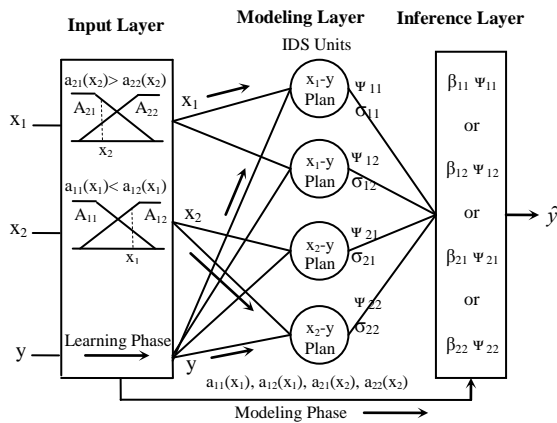 Input Layer
Modeling Layer
Inference Layer
IDS Units
a21(x2)> a22(x2)
A21 A22
x2
x1
a11(x1)< a12(x1)
A11 A12
x1
x2
y
Learning Phase
x1
x2
y
x1-y
Plan
x1-y
Plan
x2-y
Plan
x2-y
Plan
Ψ11
σ11
Ψ12
σ12
Ψ21
σ21
Ψ22
σ22
β11 Ψ11
or
β12 Ψ12
or
β21 Ψ21
or
β22 Ψ22
ŷ
a11(x1), a12(x1), a21(x2), a22(x2)
Modeling Phase